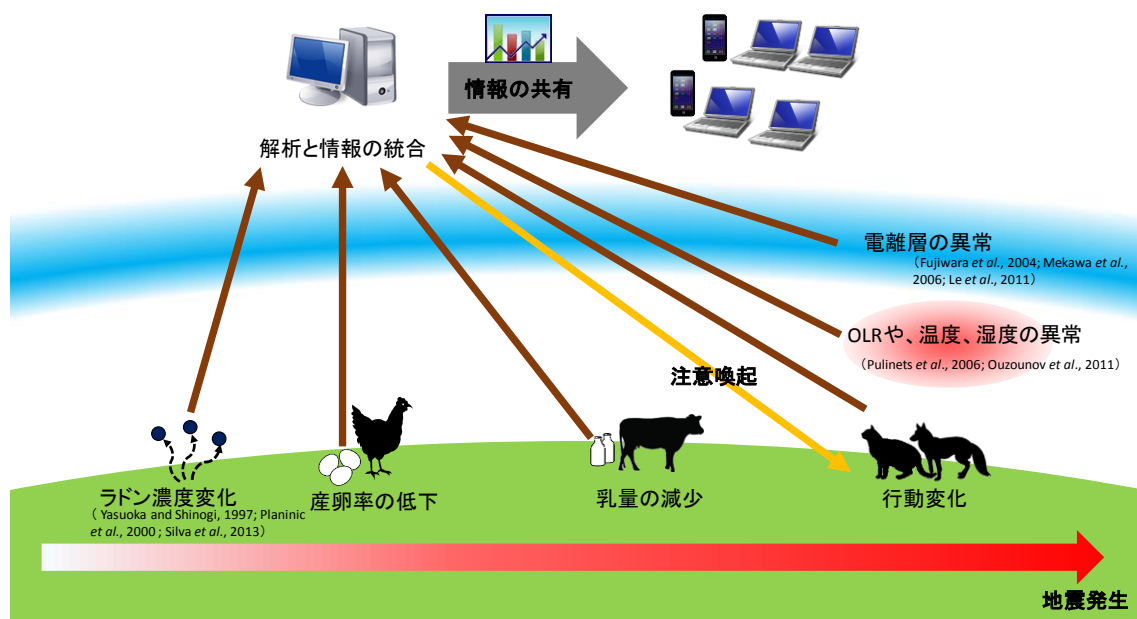 情報の共有
解析と情報の統合
電離層の異常
（Fujiwara et al., 2004; Mekawa et al.,
2006; Le et al., 2011）
OLRや、温度、湿度の異常
（Pulinets et al., 2006; Ouzounov et al., 2011）
注意喚起
ラドン濃度変化
（ Yasuoka and Shinogi, 1997; Planinic
et al., 2000 ; Silva et al., 2013）
産卵率の低下
乳量の減少
行動変化
地震発生